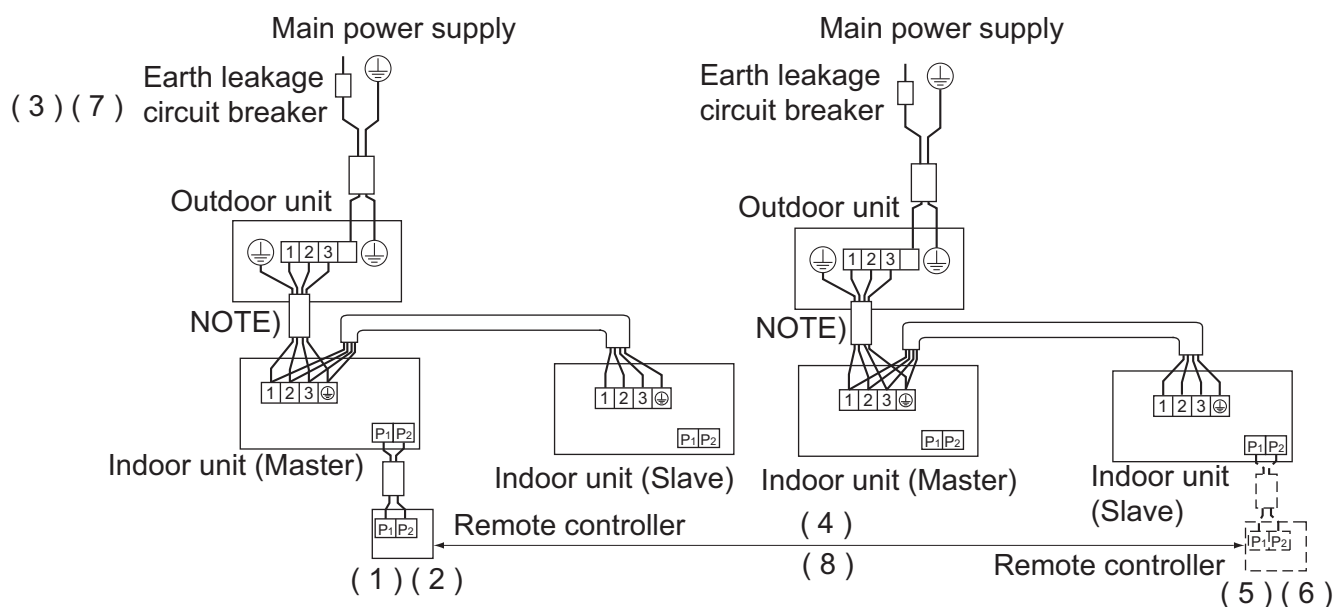 Main power supply
Earth leakage
circuit breaker
( 3 ) ( 7 )
Outdoor unit
1 2 3
NOTE)
1 2 3
P1 P2
Indoor unit (Master)
1 2 3
P1 P2
Indoor unit (Slave)
P1 P2
Remote controller
( 1 ) ( 2 )
Main power supply
Earth leakage
circuit breaker
Outdoor unit
1 2 3
NOTE)
1 2 3
P1 P2
Indoor unit (Master)
( 4 )
( 8 )
1 2 3
P1 P2
Indoor unit
(Slave)
P1 P2
Remote controller
( 5 ) ( 6 )